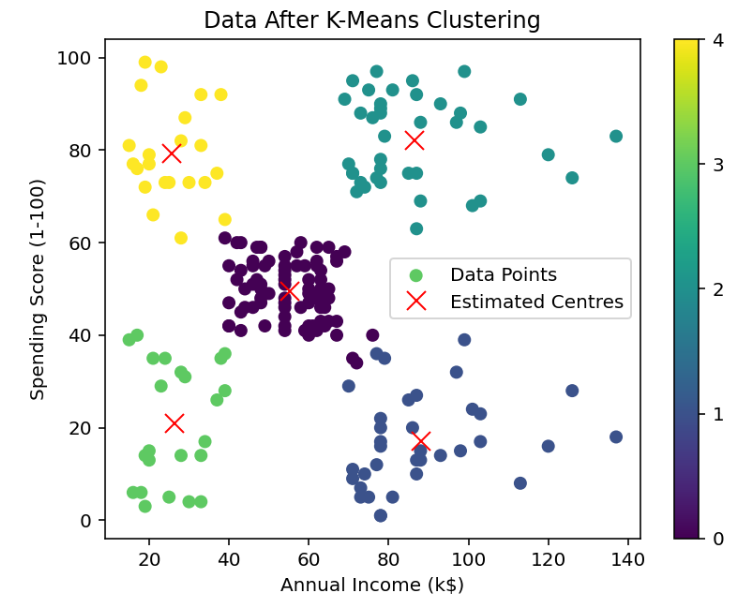 Data After K-Means Clustering
100
80
60
40
20
0
Spending Score (1-100)
20 40 60 80 100 120 140
Annual Income (k$)
Data Points
Estimated Centres
4
3
2
1
0